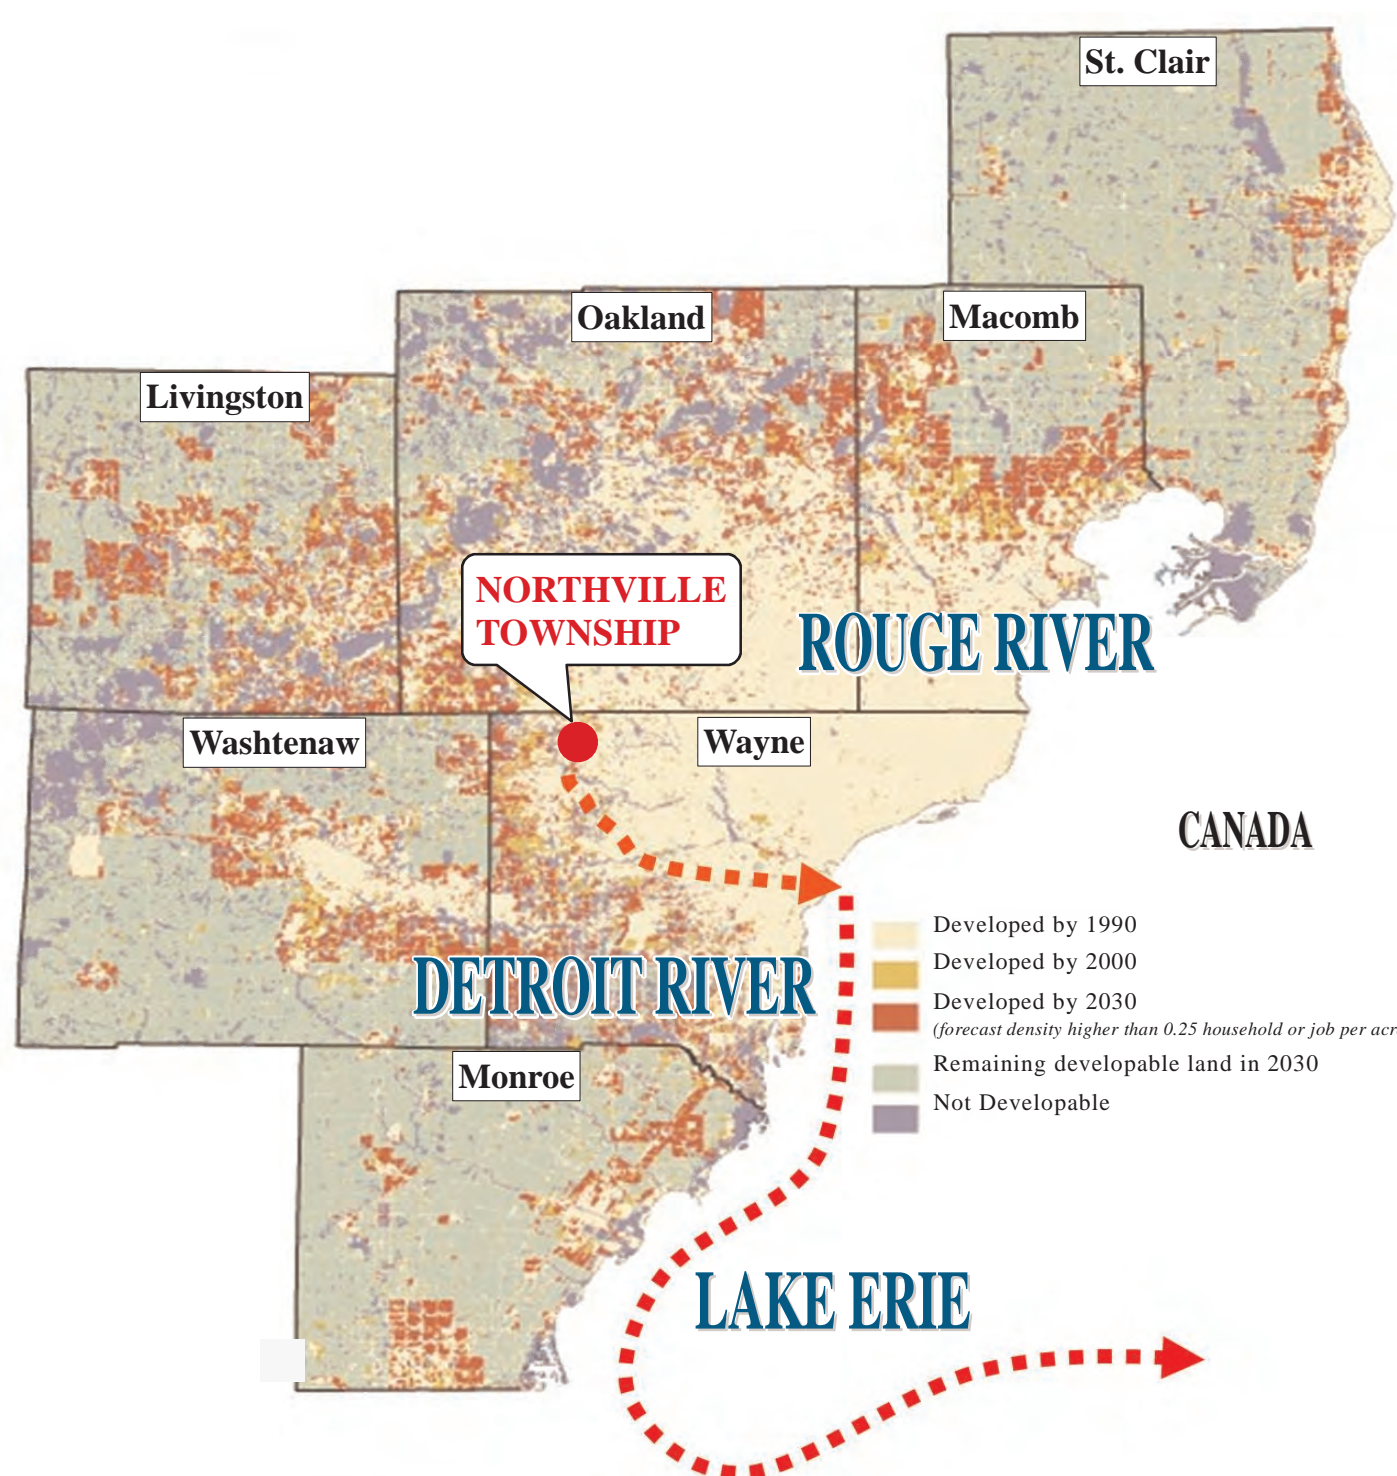 St. Clair
Oakland
Macomb
Livingston
NORTHVILLE
TOWNSHIP
ROUGE RIVER
Washtenaw
Wayne
CANADA
Developed by 1990
Developed by 2000
DETROIT RIVER
Developed by 2030
(forecast density higher than 0.25 household or job per acr
Remaining developable land in 2030
Monroe
Not Developable
LAKE ERIE